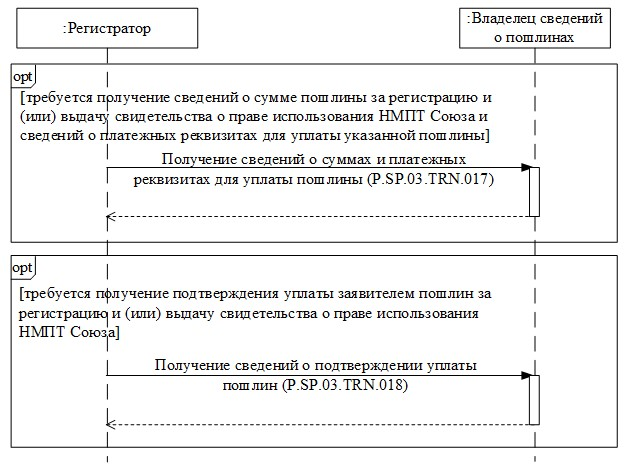 :Регистратор
:Владелец сведений
о пошлинах
opt
[требуется получение сведений о сумме пошлины за регистрацию и
(или) выдачу свидетельства о праве использования НМПТ Союза и
сведений о платежных реквизитах для уплаты указанной пошлины]
Получение сведений о суммах и платежных
реквизитах для уплаты пошлины (P.SP.03.TRN.017)
opt
[требуется получение подтверждения уплаты заявителем пошлин за
регистрацию и (или) выдачу свидетельства о праве использования
НМПТ Союза]
Получение сведений о подтверждении уплаты
пошлин (P.SP.03.TRN.018)